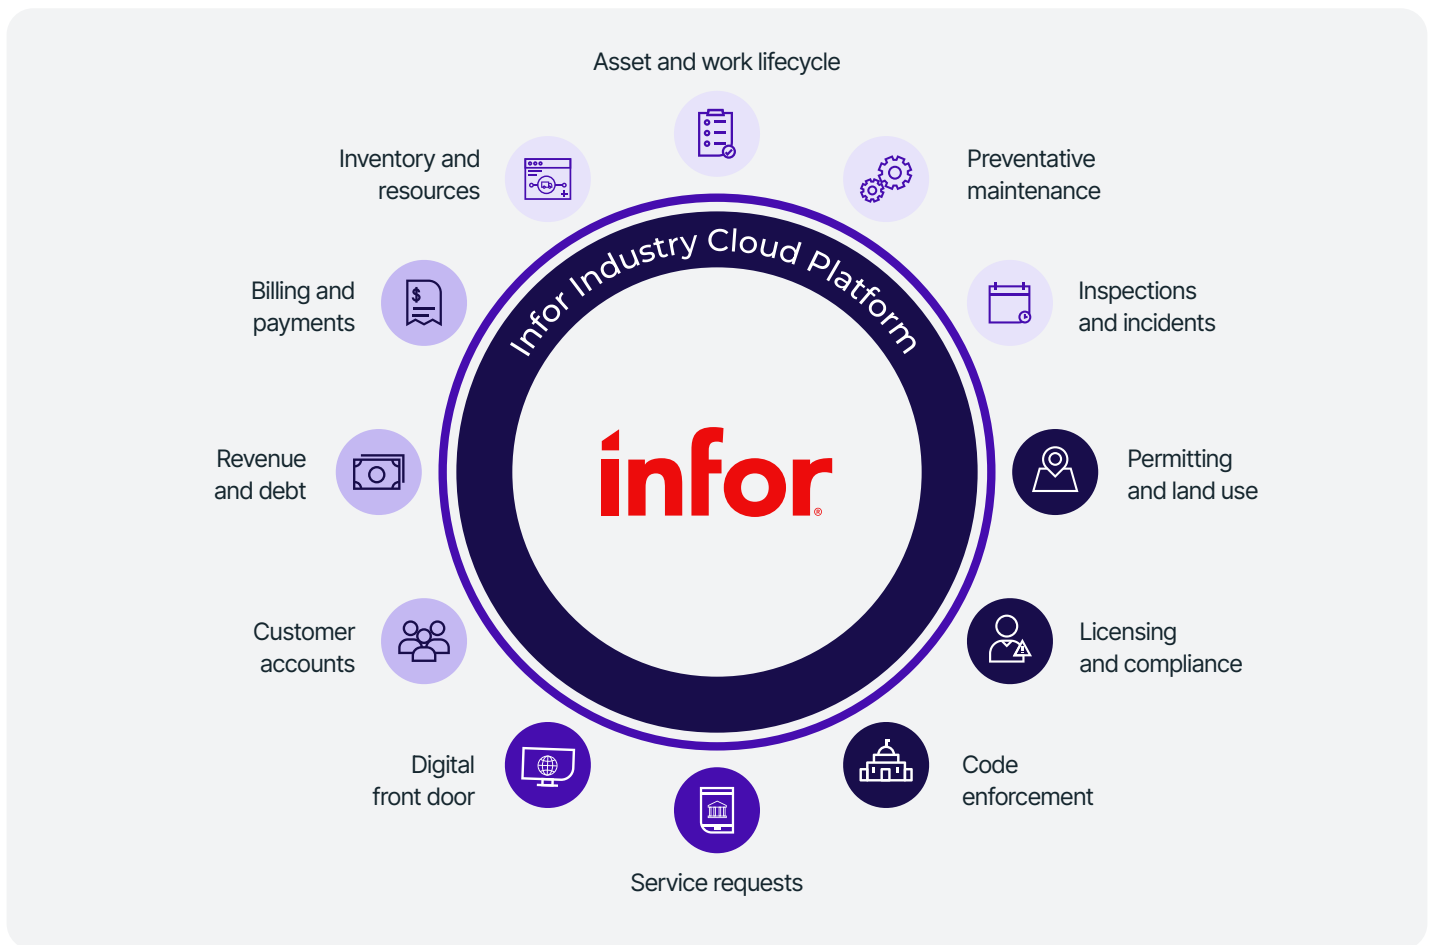 Asset and work lifecycle
Inventory and
resources
Preventative
maintenance
Infor Industry Cloud Platform
Billing and
payments
$
Inspections
and incidents
infor®
Revenue
and debt
Permitting
and land use
Customer
accounts
Licensing
and compliance
Digital
front door
Code
enforcement
Service requests